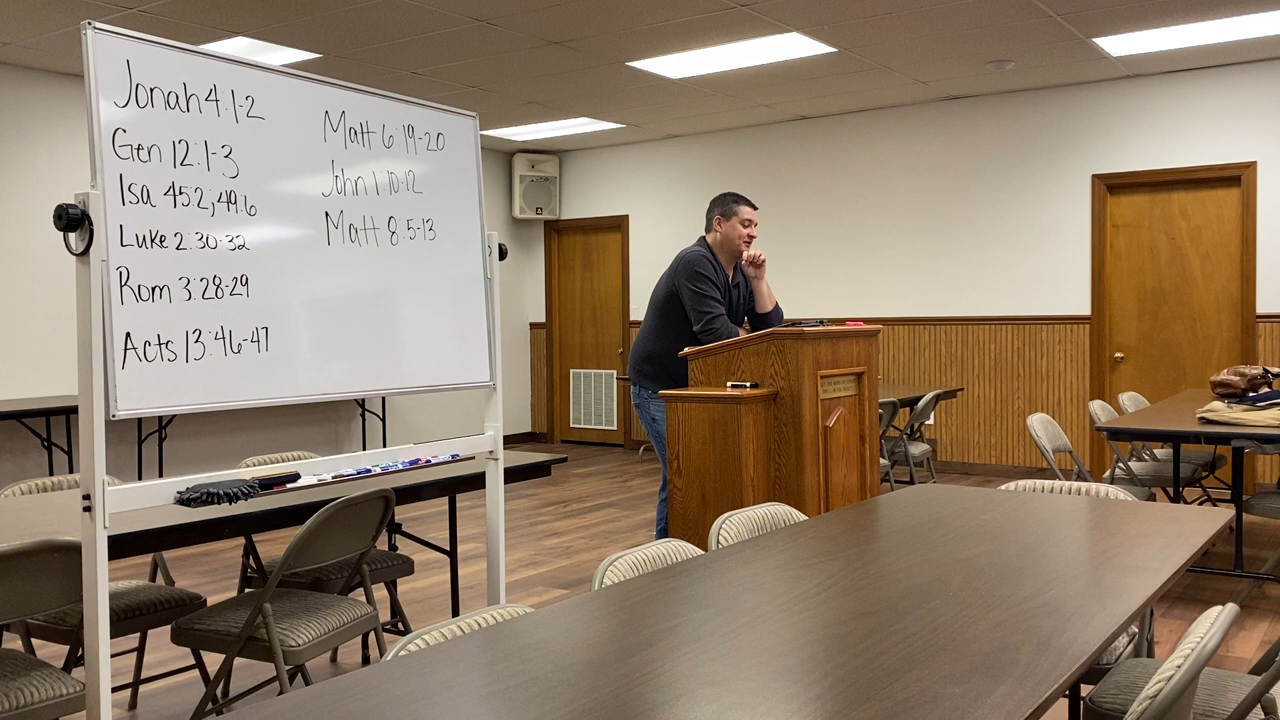 Jonah 4:1-2
Gen 12:1-3
Isa 45:2; 49:6
Luke 2:30-32
Rom 3:28-29
Acts 13:46-47
Matt 6:19-20
John 1:10-12
Matt 8:5-13